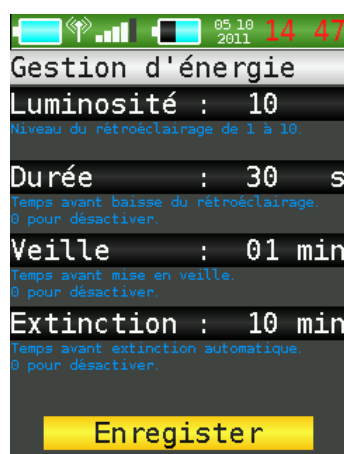 05 10
2011
14 47
Gestion d'énergie
Luminosité : 10
Niveau du rétroéclairage de 1 à 10.
Durée : 30 s
Temps avant baisse du rétroéclairage.
0 pour désactiver.
Veille : 01 min
Temps avant mise en veille.
0 pour désactiver.
Extinction : 10 min
Temps avant extinction automatique.
0 pour désactiver.
Enregister